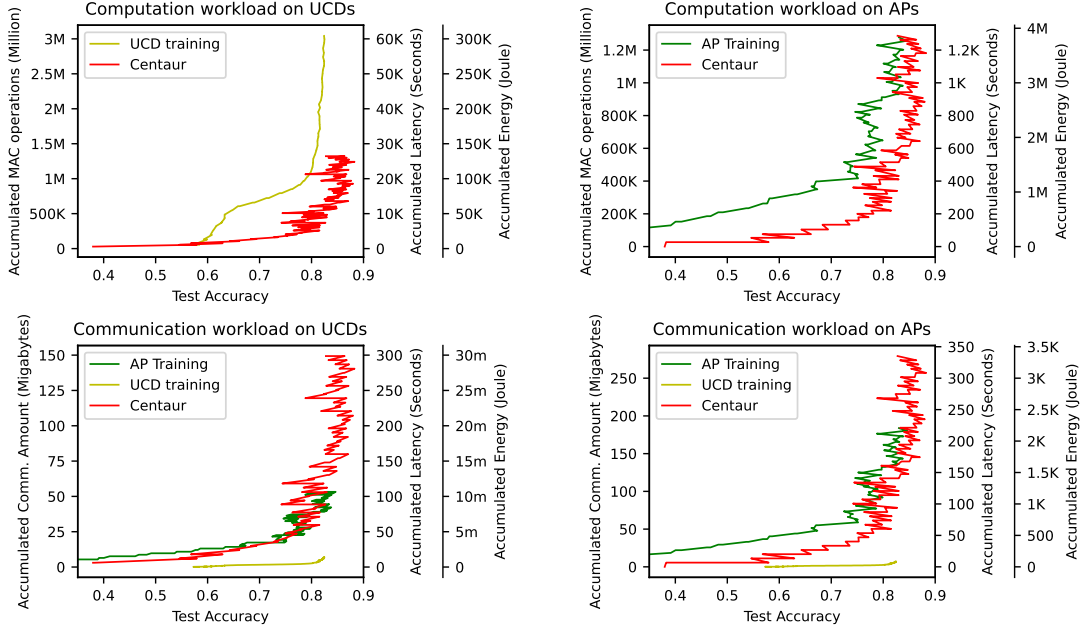 Computation workload on UCDs
Accumulated MAC operations (Million)
3M
2.5M
2M
1.5M
1M
500K
0
UCD training
Centaur
0.4 0.5 0.6 0.7 0.8 0.9
Test Accuracy
60K
50K
40K
30K
20K
10K
0
Accumulated Latency (Seconds)
300K
250K
200K
150K
100K
50K
0
Accumulated Energy (Joule)
Computation workload on APs
Accumulated MAC operations (Million)
1.2M
1M
800K
600K
400K
200K
0
AP Training
Centaur
0.4 0.5 0.6 0.7 0.8 0.9
Test Accuracy
1.2K
1K
800
600
400
200
0
Accumulated Latency (Seconds)
4M
3M
2M
1M
0
Accumulated Energy (Joule)
Communication workload on UCDs
Accumulated Comm. Amount (Migabytes)
150
125
100
75
50
25
0
AP Training
UCD training
Centaur
0.4 0.5 0.6 0.7 0.8 0.9
Test Accuracy
300
250
200
150
100
50
0
Accumulated Latency (Seconds)
30m
25m
20m
15m
10m
5m
0
Accumulated Energy (Joule)
Communication workload on APs
Accumulated Comm. Amount (Migabytes)
250
200
150
100
50
0
AP Training
UCD training
Centaur
0.4 0.5 0.6 0.7 0.8 0.9
Test Accuracy
350
300
250
200
150
100
50
0
Accumulated Latency (Seconds)
3.5K
3K
2.5K
2K
1.5K
1K
500
0
Accumulated Energy (Joule)